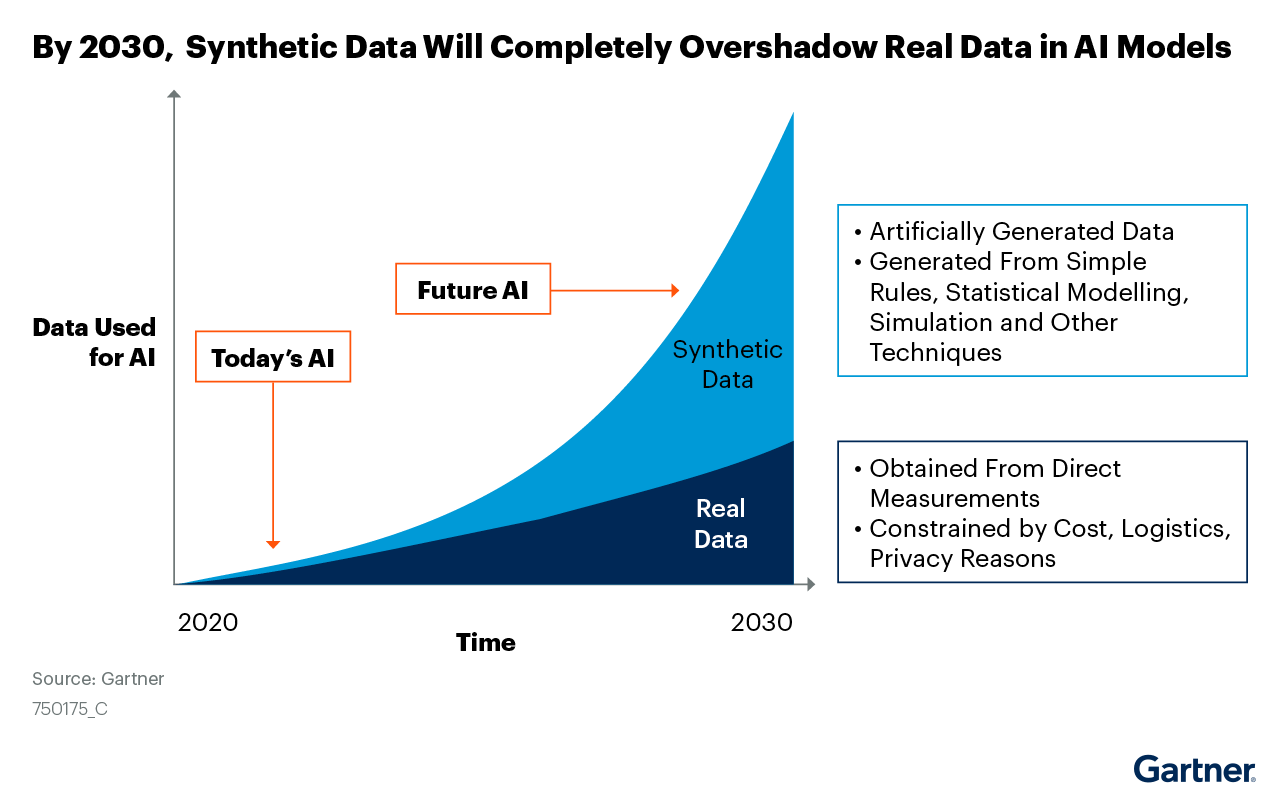 By 2030, Synthetic Data Will Completely Overshadow Real Data in AI Models
Data Used
for AI
Today's AI
Future AI
Synthetic
Data
Real
Data
• Artificially Generated Data
• Generated From Simple
Rules, Statistical Modelling,
Simulation and Other
Techniques
• Obtained From Direct
Measurements
• Constrained by Cost, Logistics,
Privacy Reasons
2020
2030
Time
Source: Gartner
750175_C
Gartner®